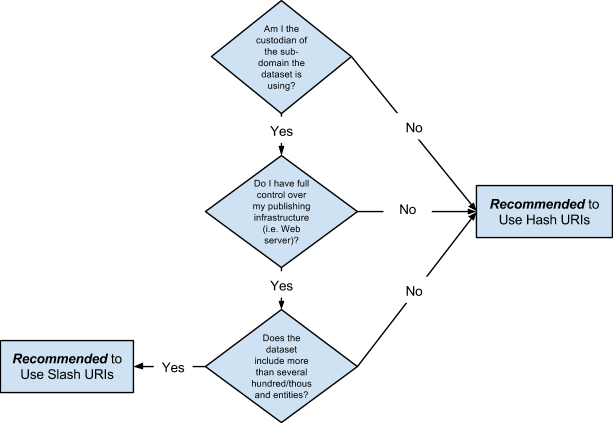 Am I the
custodian of
the sub-
domain the
dataset is
using?
Yes
No
Do I have full
control over
my publishing
infrastructure
(i.e. Web
server)?
No
Recommended to
Use Hash URIs
Yes
No
Does the
dataset
include more
than several
hundred/thous
and entities?
Yes
Recommended to
Use Slash URIs